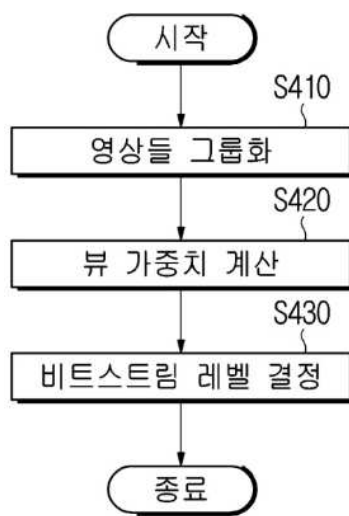 시작
S410
영상들 그룹화
S420
뷰 가중치 계산
S430
비트스트림 레벨 결정
종료